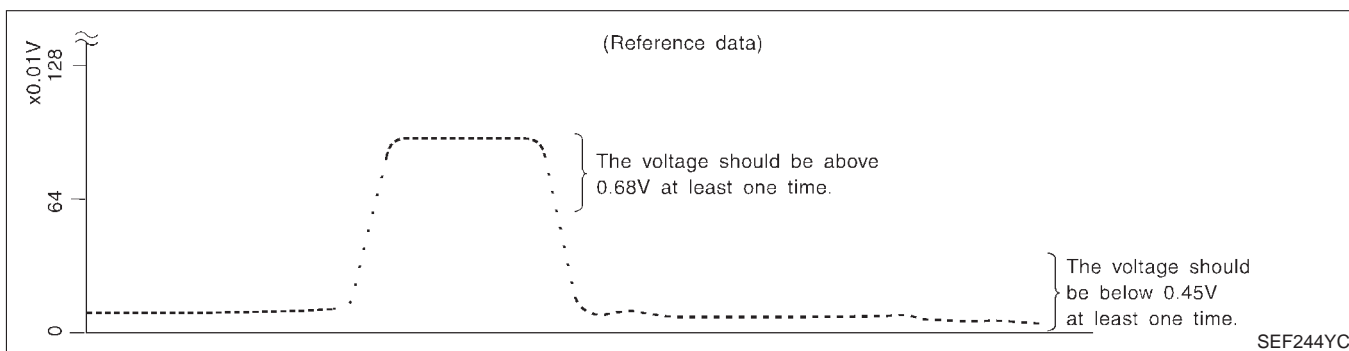 (Reference data)
x0.01V
128
64
0
The voltage should be above
0.68V at least one time.
The voltage should
be below 0.45V
at least one time.
SEF244YC